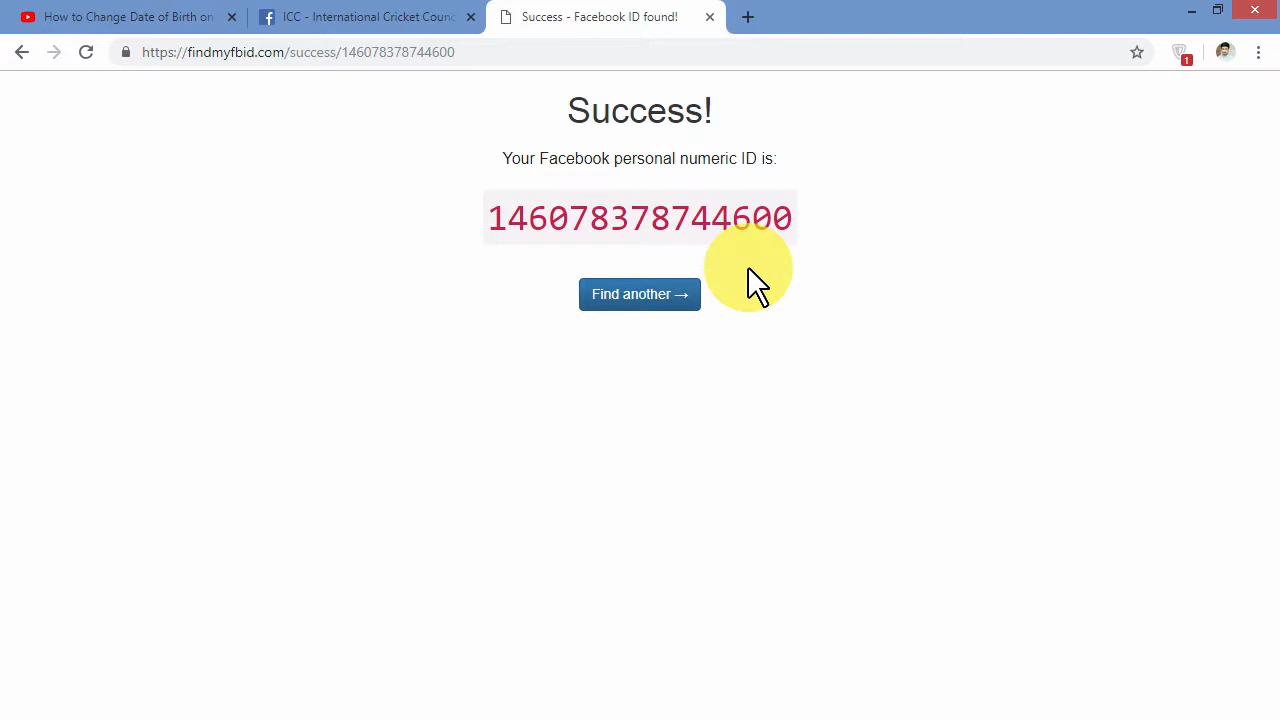 How to Change Date of Birth on
ICC - International Cricket Counc
Success - Facebook ID found!
https://findmyfbid.com/success/146078378744600
1
Success!
Your Facebook personal numeric ID is:
146078378744600
Find another →